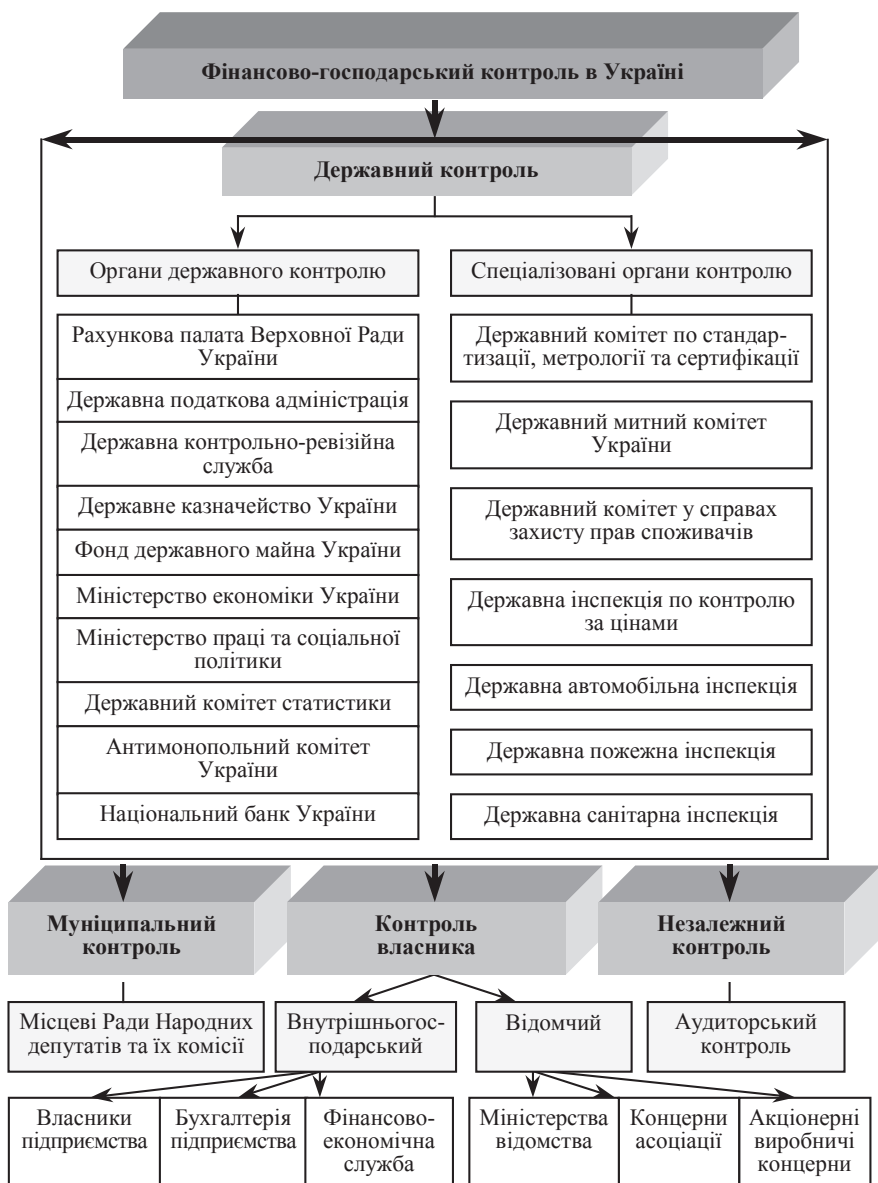 Фінансово-господарський контроль в Україні
Державний контроль
Органи державного контролю
Рахункова палата Верховної Ради
України
Державна податкова адміністрація
Державна контрольно-ревізійна
служба
Державне казначейство України
Фонд державного майна України
Міністерство економіки України
Міністерство праці та соціальної
політики
Державний комітет статистики
Антимонопольний комітет
України
Національний банк України
Спеціалізовані органи контролю
Державний комітет по стандар-
тизації, метрології та сертифікації
Державний митний комітет
України
Державний комітет у справах
захисту прав споживачів
Державна інспекція по контролю
за цінами
Державна автомобільна інспекція
Державна пожежна інспекція
Державна санітарна інспекція
Муніципальний
контроль
Контроль
власника
Незалежний
контроль
Місцеві Ради Народних
депутатів та їх комісії
Внутрішньогос-
подарський
Відомчий
Аудиторський
контроль
Власники
підприємства
Бухгалтерія
підприємства
Фінансово-
економічна
служба
Міністерства
відомства
Концерни
асоціації
Акціонерні
виробничі
концерни